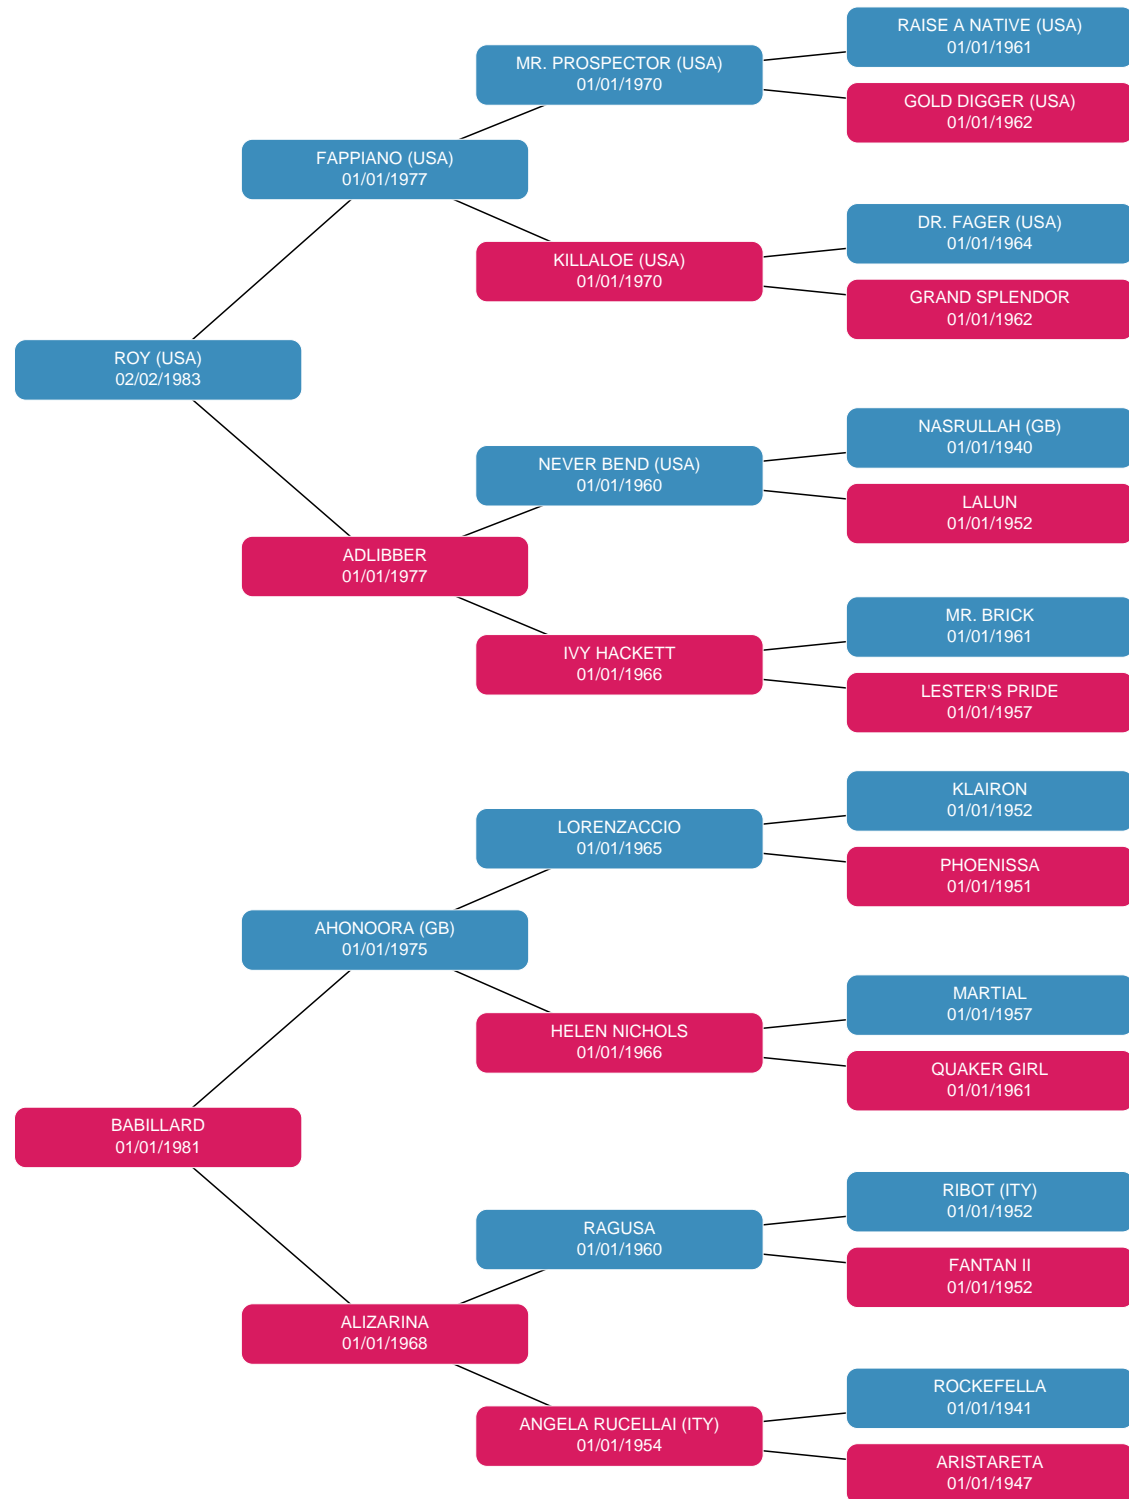 RAISE A NATIVE (USA)
01/01/1961
MR. PROSPECTOR (USA)
01/01/1970
GOLD DIGGER (USA)
01/01/1962
FAPPIANO (USA)
01/01/1977
DR. FAGER (USA)
01/01/1964
KILLALOE (USA)
01/01/1970
GRAND SPLENDOR
01/01/1962
ROY (USA)
02/02/1983
NASRULLAH (GB)
01/01/1940
NEVER BEND (USA)
01/01/1960
LALUN
01/01/1952
ADLIBBER
01/01/1977
MR. BRICK
01/01/1961
IVY HACKETT
01/01/1966
LESTER'S PRIDE
01/01/1957
KLAIRON
01/01/1952
LORENZACCIO
01/01/1965
PHOENISSA
01/01/1951
AHONOORA (GB)
01/01/1975
MARTIAL
01/01/1957
HELEN NICHOLS
01/01/1966
QUAKER GIRL
01/01/1961
BABILLARD
01/01/1981
RIBOT (ITY)
01/01/1952
RAGUSA
01/01/1960
FANTAN II
01/01/1952
ALIZARINA
01/01/1968
ROCKEFELLA
01/01/1941
ANGELA RUCELLAI (ITY)
01/01/1954
ARISTARETA
01/01/1947